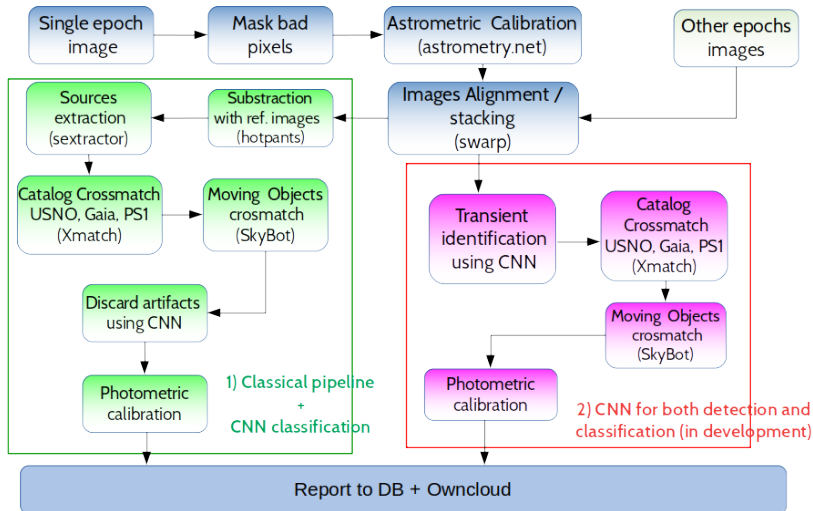 Single epoch
image
Mask bad
pixels
Astrometric Calibration
(astrometry.net)
Other epochs
images
Sources
extraction
(sextractor)
Substraction
with ref. images
(hotpants)
Images Alignment /
stacking
(swarp)
Catalog Crossmatch
USNO, Gaia, PS1
(Xmatch)
Moving Objects
crosmatch
(SkyBot)
Transient
identification
using CNN
Catalog
Crossmatch
USNO, Gaia, PS1
(Xmatch)
Discard artifacts
using CNN
Moving Objects
crosmatch
(SkyBot)
Photometric
calibration
1) Classical pipeline
+
CNN classification
Photometric
calibration
2) CNN for both detection and
classification (in development)
Report to DB + Owncloud